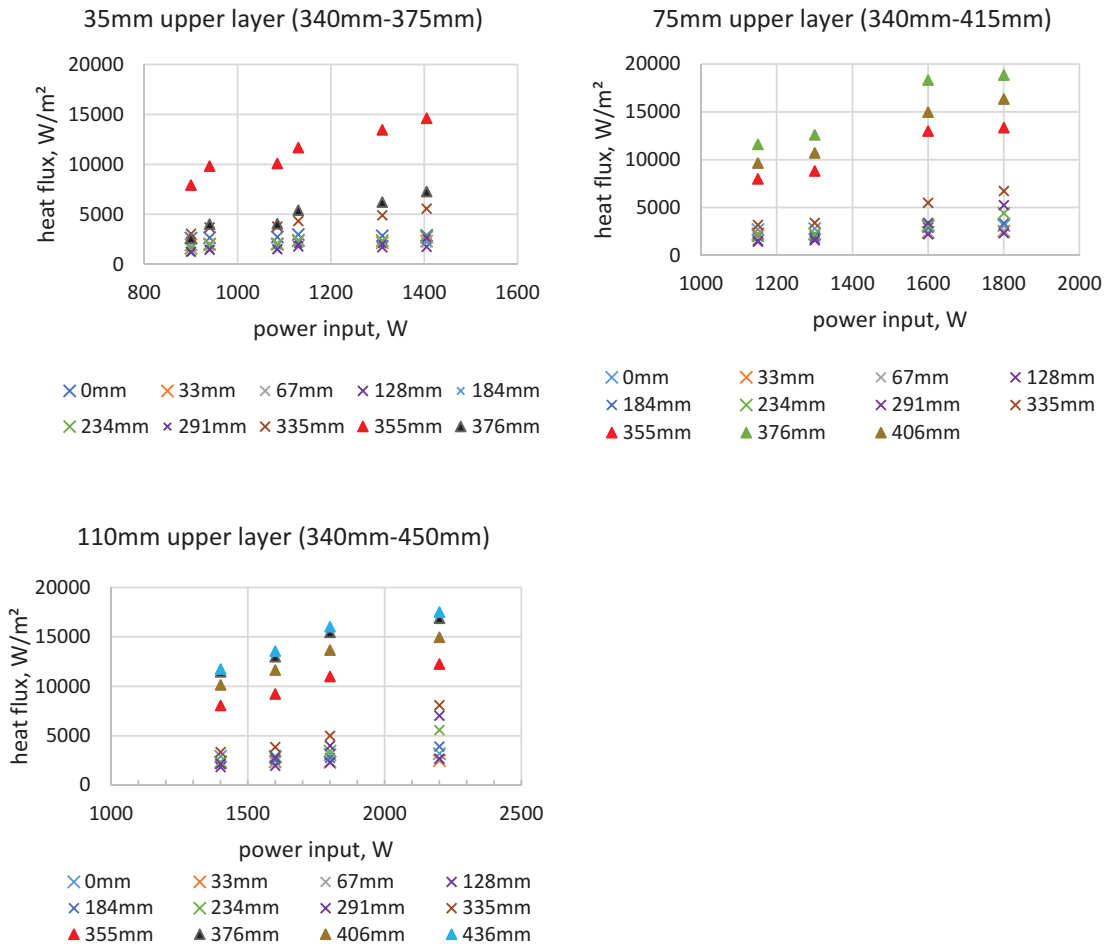 35mm upper layer (340mm-375mm)
20000
15000
10000
5000
0
heat flux, W/m²
800 1000 1200 1400 1600
power input, W
0mm 33mm 67mm 128mm 184mm
234mm 291mm 335mm 355mm 376mm
75mm upper layer (340mm-415mm)
20000
15000
10000
5000
0
heat flux, W/m²
1000 1200 1400 1600 1800 2000
power input, W
0mm 33mm 67mm 128mm
184mm 234mm 291mm 335mm
355mm 376mm 406mm
110mm upper layer (340mm-450mm)
20000
15000
10000
5000
0
heat flux, W/m²
1000 1500 2000 2500
power input, W
0mm 33mm 67mm 128mm
184mm 234mm 291mm 335mm
355mm 376mm 406mm 436mm